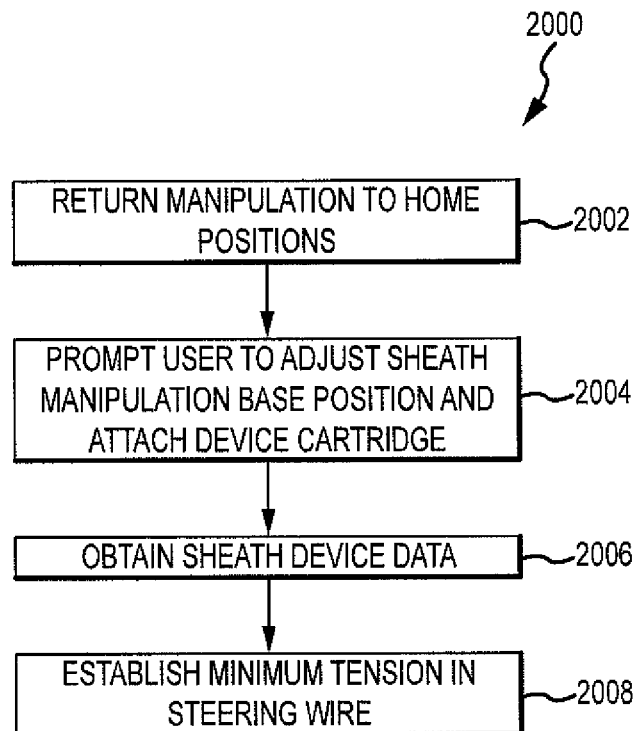 2000
RETURN MANIPULATION TO HOME
POSITIONS
2002
PROMPT USER TO ADJUST SHEATH
MANIPULATION BASE POSITION AND
ATTACH DEVICE CARTRIDGE
2004
OBTAIN SHEATH DEVICE DATA
2006
ESTABLISH MINIMUM TENSION IN
STEERING WIRE
2008